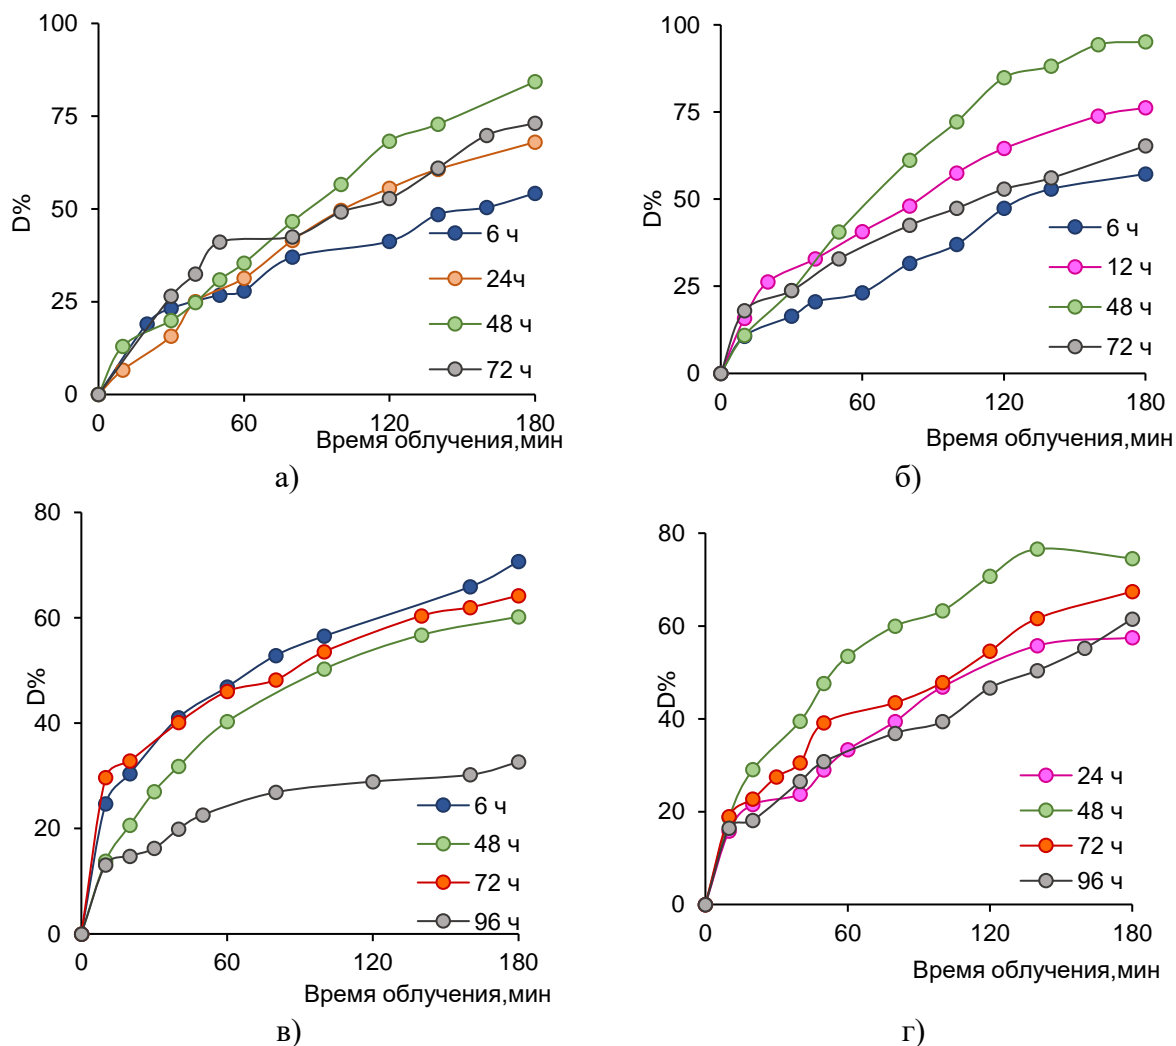 100
75
50
25
0
D%
0
60
120
180
Время облучения,мин
6 ч
24ч
48 ч
72 ч
а)
100
75
50
25
0
D%
0
60
120
180
Время облучения,мин
6 ч
12 ч
48 ч
72 ч
б)
80
60
40
20
0
D%
0
60
120
180
Время облучения,мин
6 ч
48 ч
72 ч
96 ч
в)
80
60
40
20
0
D%
0
60
120
180
Время облучения,мин
24 ч
48 ч
72 ч
96 ч
г)